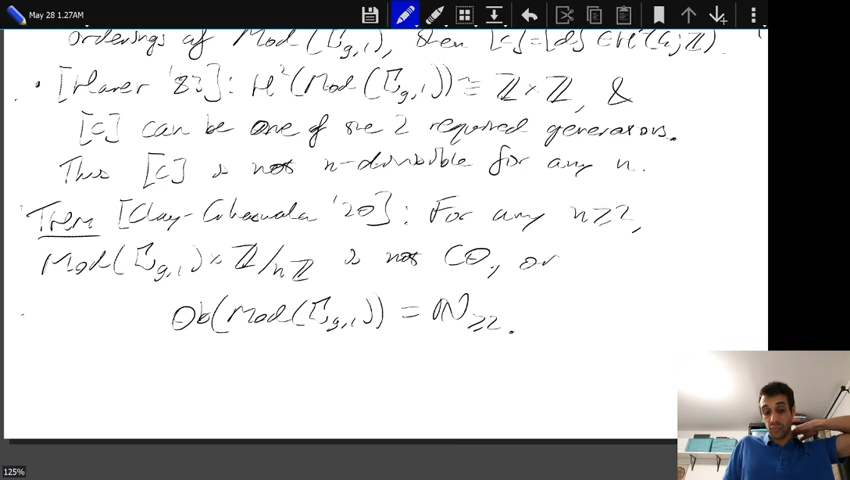 May 28 1.27AM
orderings of Mod(Σg,1), then [c]=[d] ∈ H²(G;ℤ).
• [Harer '83]: H²(Mod(Σg,1)) ≅ ℤ×ℤ, &
[c] can be one of the 2 required generators.
Thus [c] is not n-divisible for any n.
Thm [Clay- '20]: For any n≥2,
Mod(Σg,1)×ℤ/nℤ is not CO, or
Ob(Mod(Σg,1)) = ℕ≥2.
125%